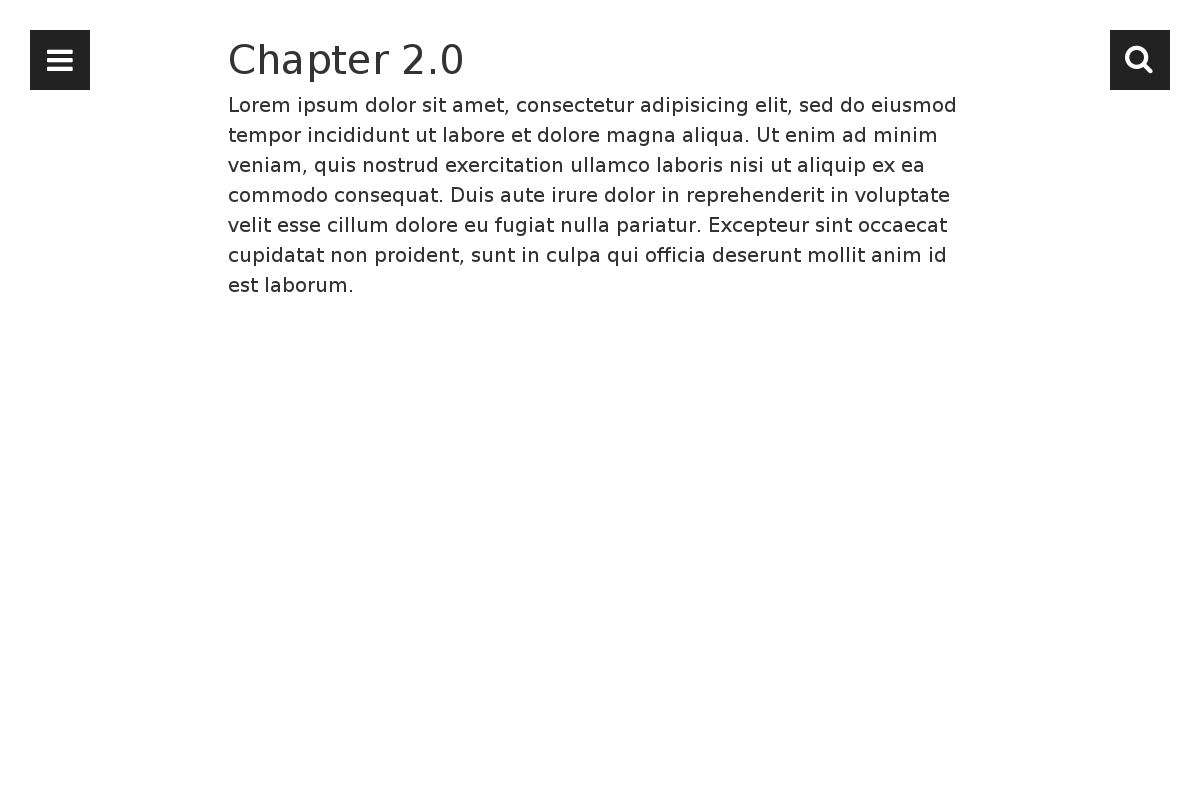 Chapter 2.0
Lorem ipsum dolor sit amet, consectetur adipisicing elit, sed do eiusmod
tempor incididunt ut labore et dolore magna aliqua. Ut enim ad minim
veniam, quis nostrud exercitation ullamco laboris nisi ut aliquip ex ea
commodo consequat. Duis aute irure dolor in reprehenderit in voluptate
velit esse cillum dolore eu fugiat nulla pariatur. Excepteur sint occaecat
cupidatat non proident, sunt in culpa qui officia deserunt mollit anim id
est laborum.